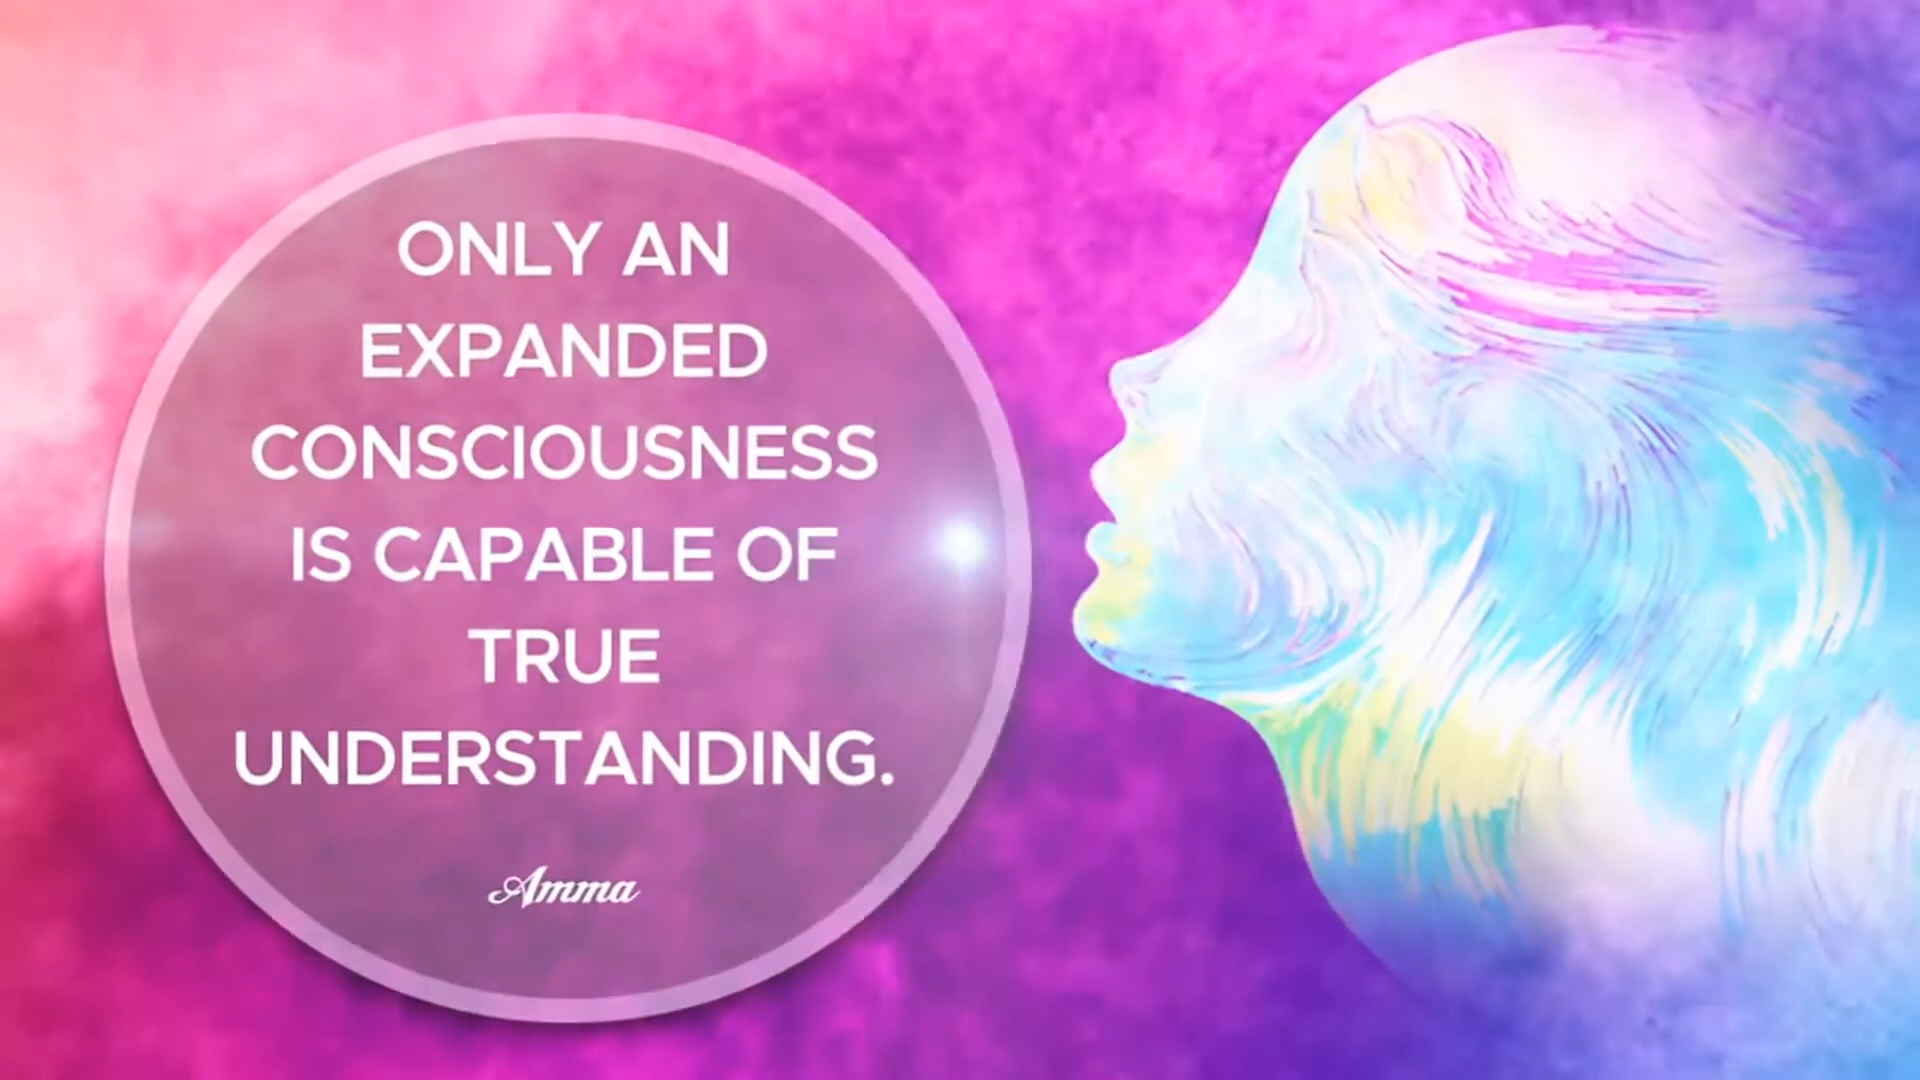 ONLY AN
EXPANDED
CONSCIOUSNESS
IS CAPABLE OF
TRUE
UNDERSTANDING.
Amma